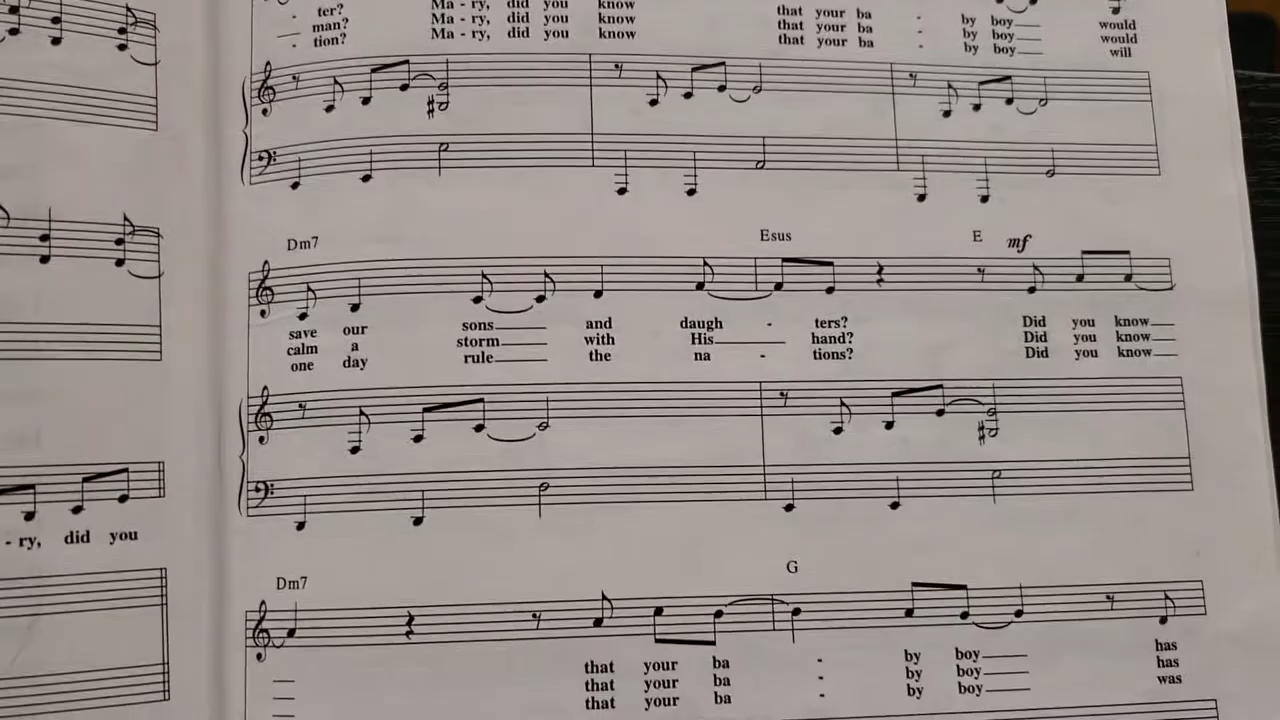 - ter? Ma - ry, did you know that your ba - by boy would
- man? Ma - ry, did you know that your ba - by boy would
- tion? Ma - ry, did you know that your ba - by boy will
Dm7 Esus E mf
save our sons and daugh - ters? Did you know
calm a storm with His hand? Did you know
one day rule the na - tions? Did you know
- ry, did you
Dm7 G
that your ba - by boy has
that your ba - by boy has
that your ba - by boy was